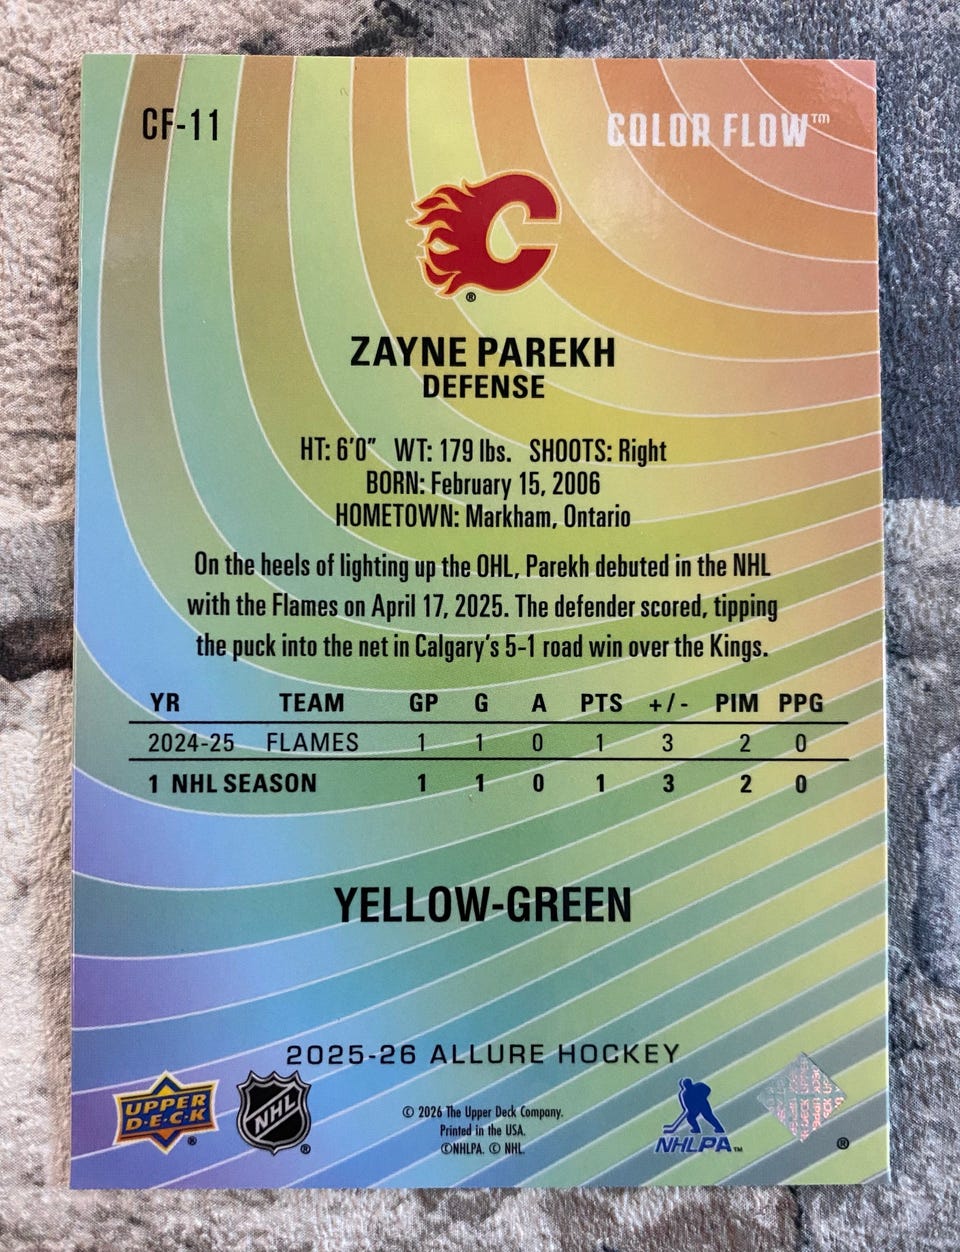 CF-11
COLOR FLOW™
®
ZAYNE PAREKH
DEFENSE
HT: 6'0" WT: 179 lbs. SHOOTS: Right
BORN: February 15, 2006
HOMETOWN: Markham, Ontario
On the heels of lighting up the OHL, Parekh debuted in the NHL
with the Flames on April 17, 2025. The defender scored, tipping
the puck into the net in Calgary's 5-1 road win over the Kings.
YR TEAM GP G A PTS +/- PIM PPG
2024-25 FLAMES 1 1 0 1 3 2 0
1 NHL SEASON 1 1 0 1 3 2 0
YELLOW-GREEN
2025-26 ALLURE HOCKEY
UPPER
D·E·C·K
®
NHL
®
© 2026 The Upper Deck Company.
Printed in the USA.
©NHLPA. © NHL.
NHLPA™
®